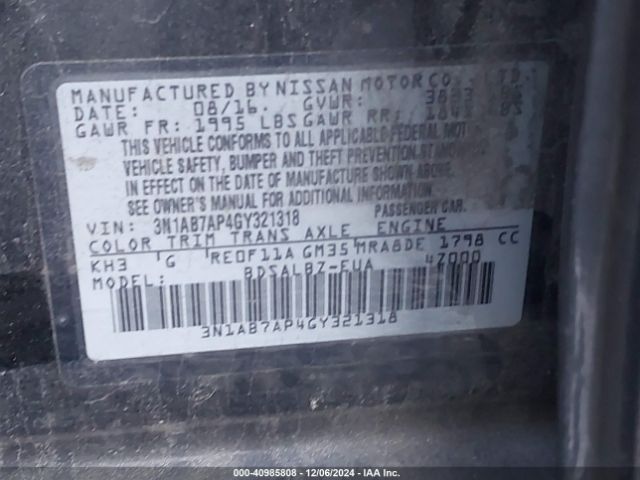 MANUFACTURED BY NISSAN MOTOR CO. LTD
DATE: 08/16 GVWR:
GAWR FR: 1995 LBS GAWR RR:
THIS VEHICLE CONFORMS TO ALL APPLICABLE FEDERAL MOTOR
VEHICLE SAFETY, BUMPER AND THEFT PREVENTION STANDARDS
IN EFFECT ON THE DATE OF MANUFACTURE SHOWN ABOVE.
SEE OWNER'S MANUAL FOR ADDITIONAL INFORMATION.
VIN: 3N1AB7AP4GY321318 PASSENGER CAR
COLOR TRIM TRANS AXLE ENGINE
KH3 G RE0F11A GM35 MRA8DE 1798 CC
MODEL: BDSALBZ-EUA 4Z000
3N1AB7AP4GY321318
000-40985808 - 12/06/2024 - IAA Inc.